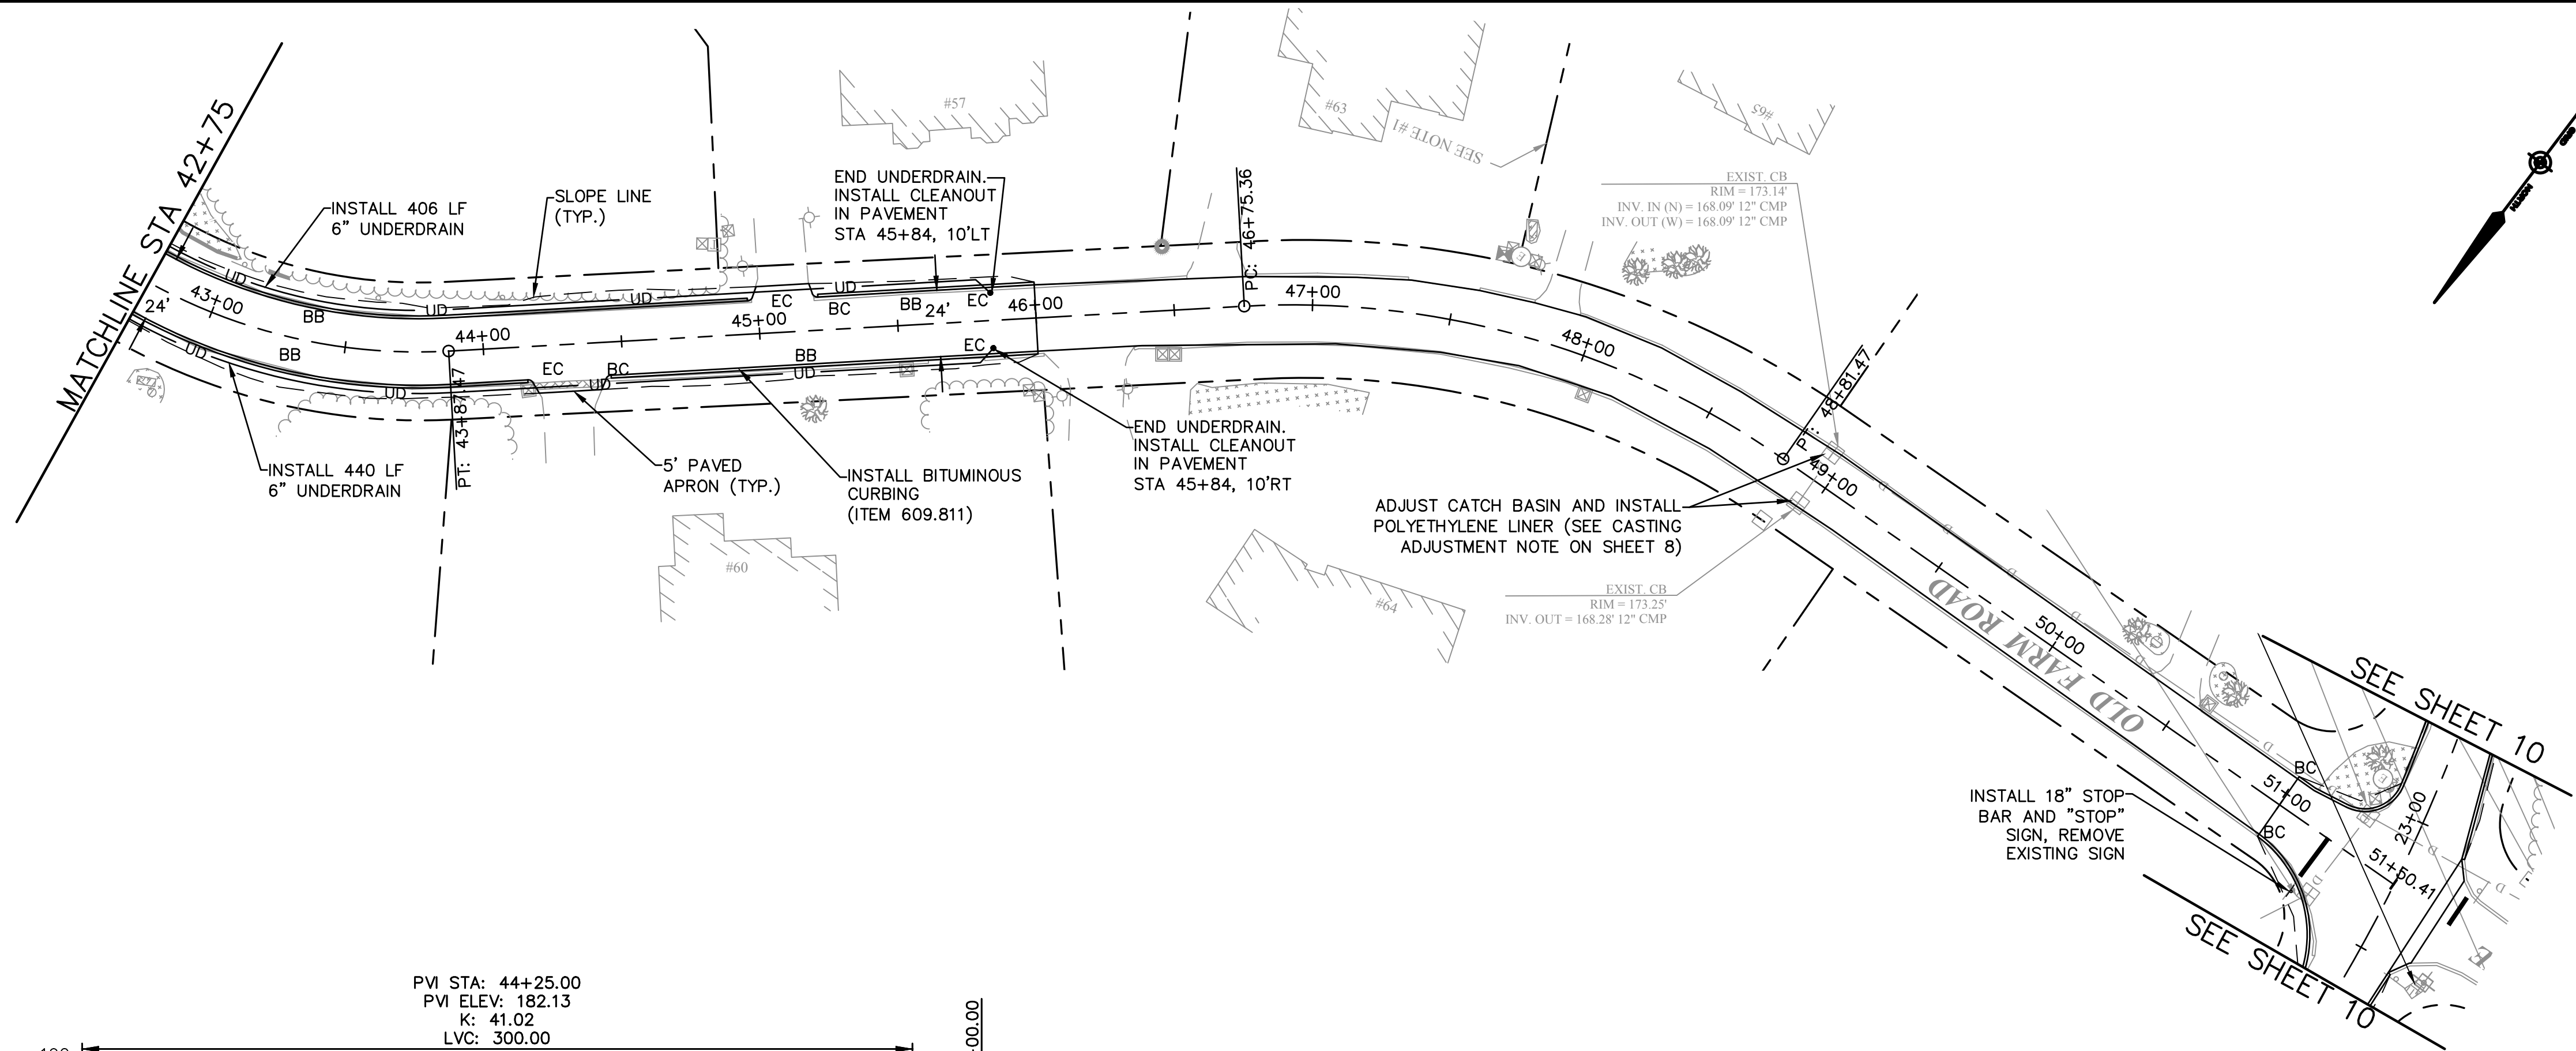 MATCHLINE STA 42+75
INSTALL 406 LF
6" UNDERDRAIN
SLOPE LINE
(TYP.)
#57
END UNDERDRAIN.
INSTALL CLEANOUT
IN PAVEMENT
STA 45+84, 10'LT
PC: 46+75.36
#63
SEE NOTE #1
#65
EXIST. CB
RIM = 173.14'
INV. IN (N) = 168.09' 12" CMP
INV. OUT (W) = 168.09' 12" CMP
NORTH
24'
43+00
UD
BB
UD
UD
EC
UD
BC
BB
24'
EC
46+00
47+00
48+00
UD
BB
UD
44+00
45+00
EC
BC
UD
BB
UD
EC
PT: 43+87.47
PT: 48+81.47
49+00
INSTALL 440 LF
6" UNDERDRAIN
5' PAVED
APRON (TYP.)
INSTALL BITUMINOUS
CURBING
(ITEM 609.811)
END UNDERDRAIN.
INSTALL CLEANOUT
IN PAVEMENT
STA 45+84, 10'RT
ADJUST CATCH BASIN AND INSTALL
POLYETHYLENE LINER (SEE CASTING
ADJUSTMENT NOTE ON SHEET 8)
#60
#64
EXIST. CB
RIM = 173.25'
INV. OUT = 168.28' 12" CMP
D
D
D
D
D
D
50+00
OLD FARM ROAD
SEE SHEET 10
BC
51+00
BC
23+00
51+50.41
E
D
D
D
INSTALL 18" STOP
BAR AND "STOP"
SIGN, REMOVE
EXISTING SIGN
SEE SHEET 10
E
PVI STA: 44+25.00
PVI ELEV: 182.13
K: 41.02
LVC: 300.00